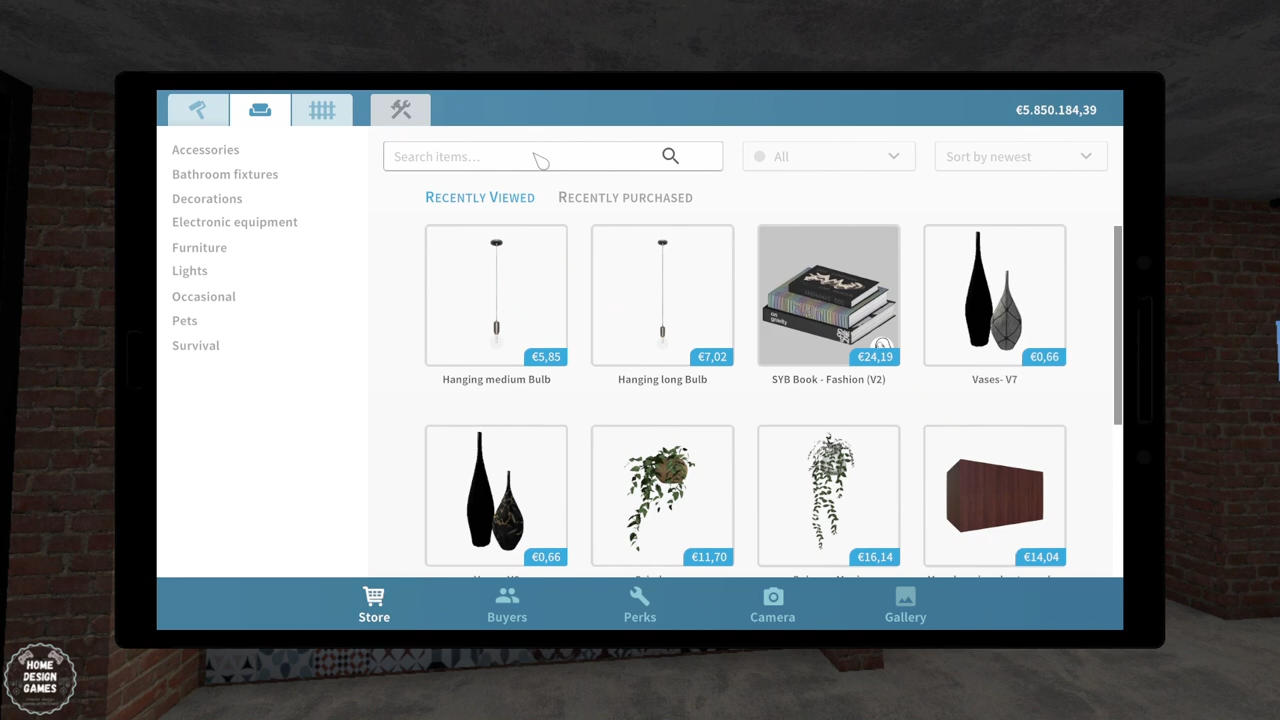 €5.850.184,39
Accessories
Bathroom fixtures
Decorations
Electronic equipment
Furniture
Lights
Occasional
Pets
Survival
Search items...
All
Sort by newest
RECENTLY VIEWED
RECENTLY PURCHASED
€5,85
€7,02
on gravity
€24,19
€0,66
Hanging medium Bulb
Hanging long Bulb
SYB Book - Fashion (V2)
Vases- V7
€0,66
€11,70
€16,14
€14,04
Store
Buyers
Perks
Camera
Gallery
HOME
DESIGN
GAMES